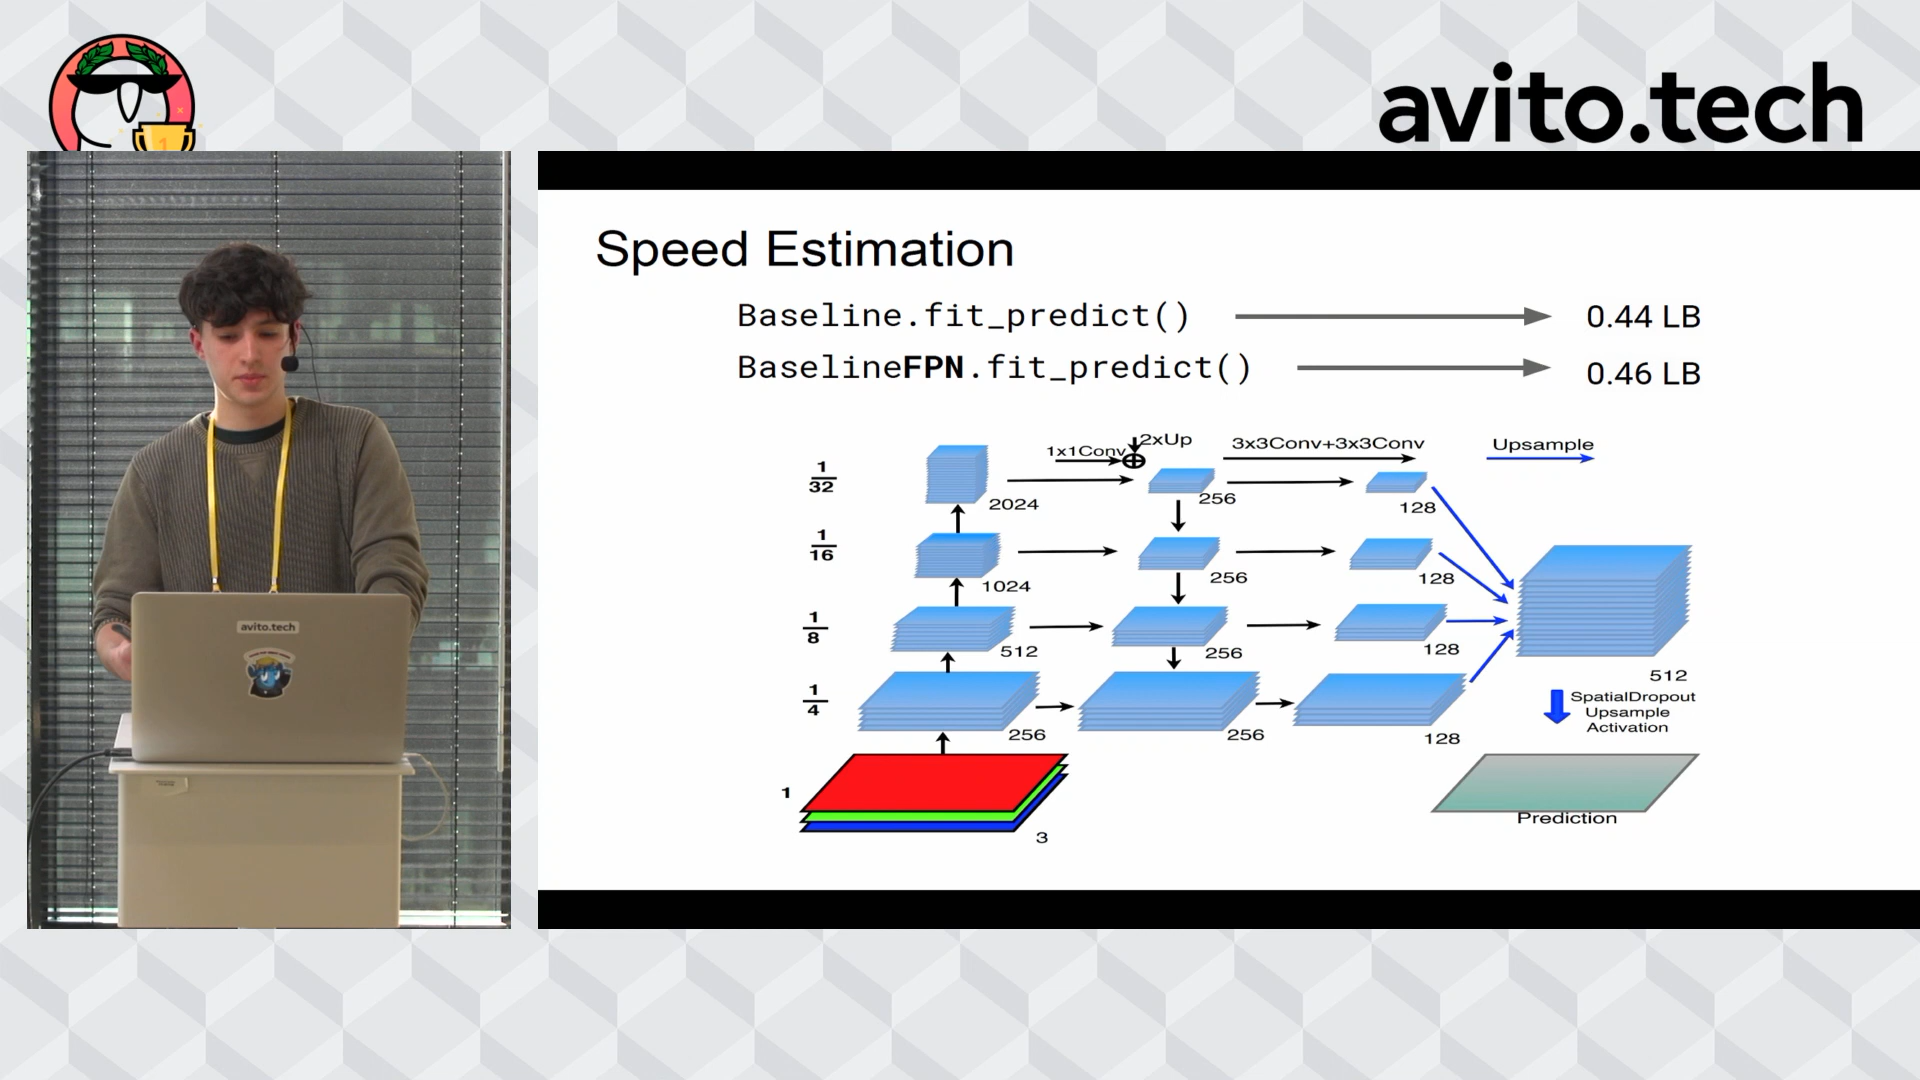 avito.tech
1
avito.tech
Speed Estimation
Baseline.fit_predict()
0.44 LB
BaselineFPN.fit_predict()
0.46 LB
1x1Conv
2xUp
3x3Conv+3x3Conv
Upsample
1
32
2024
256
128
1
16
1024
256
128
1
8
512
256
128
512
1
4
256
256
128
SpatialDropout
Upsample
Activation
1
3
Prediction